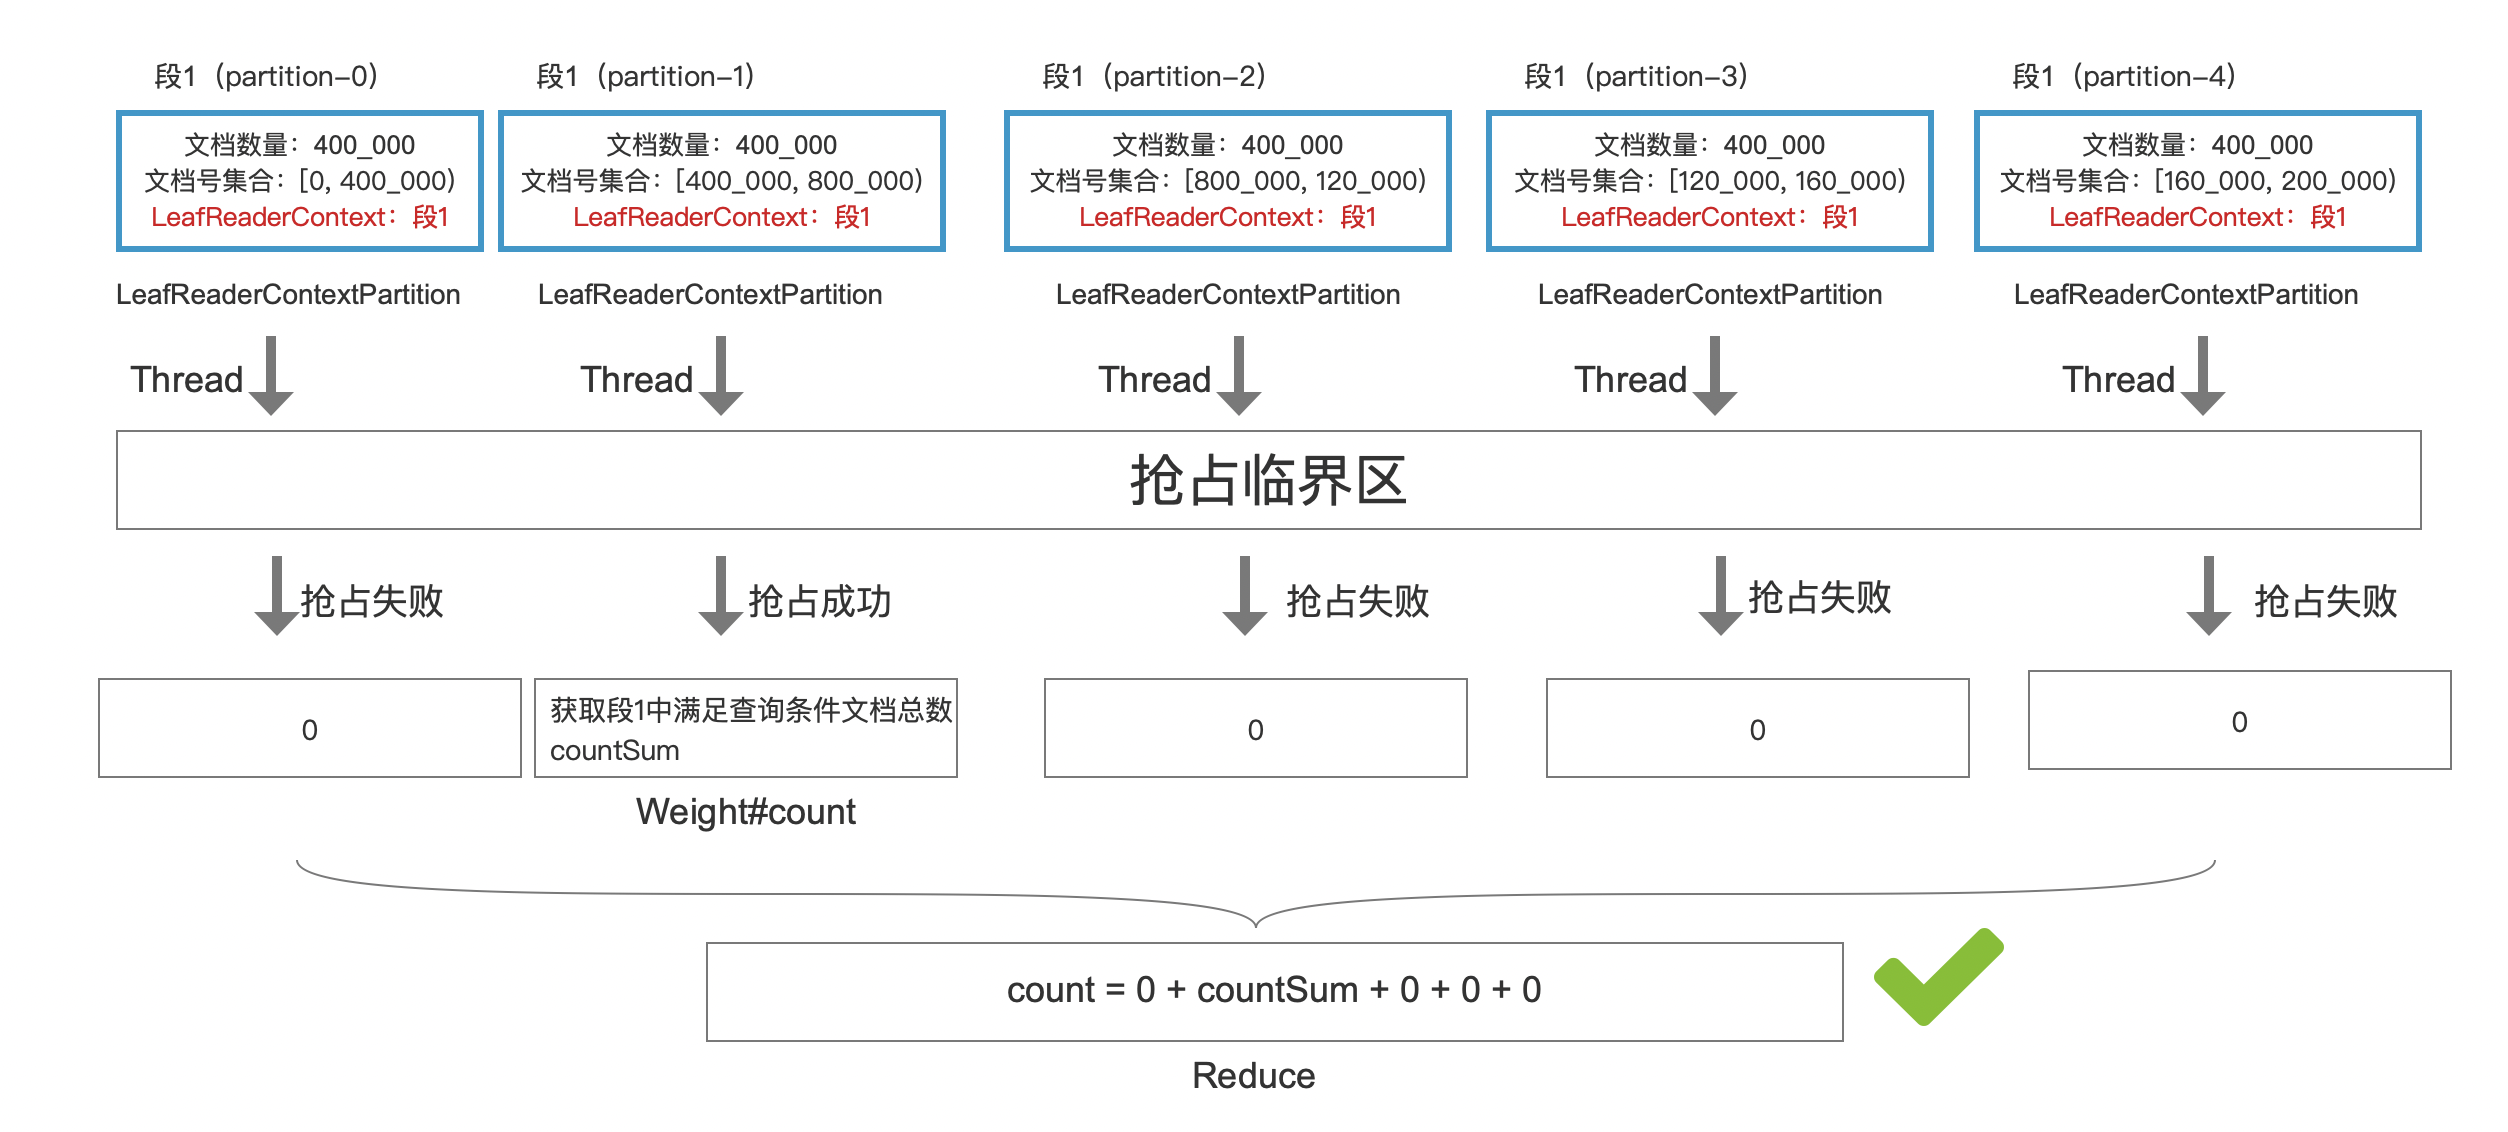 段1（partition-0）
文档数量：400_000
文档号集合：[0, 400_000)
LeafReaderContext：段1
LeafReaderContextPartition
段1（partition-1）
文档数量：400_000
文档号集合：[400_000, 800_000)
LeafReaderContext：段1
LeafReaderContextPartition
段1（partition-2）
文档数量：400_000
文档号集合：[800_000, 120_000)
LeafReaderContext：段1
LeafReaderContextPartition
段1（partition-3）
文档数量：400_000
文档号集合：[120_000, 160_000)
LeafReaderContext：段1
LeafReaderContextPartition
段1（partition-4）
文档数量：400_000
文档号集合：[160_000, 200_000)
LeafReaderContext：段1
LeafReaderContextPartition
Thread
Thread
Thread
Thread
Thread
抢占临界区
抢占失败
抢占成功
抢占失败
抢占失败
抢占失败
0
获取段1中满足查询条件文档总数
countSum
0
0
0
Weight#count
count = 0 + countSum + 0 + 0 + 0
Reduce